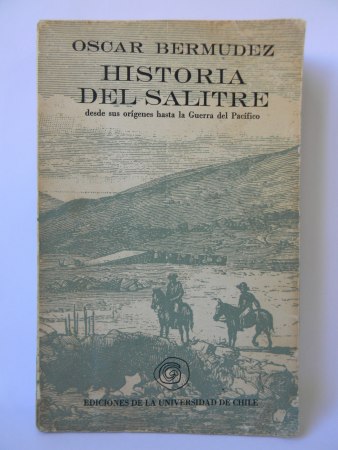 OSCAR BERMUDEZ
HISTORIA
DEL SALITRE
desde sus orígenes hasta la Guerra del Pacífico
EDICIONES DE LA UNIVERSIDAD DE CHILE